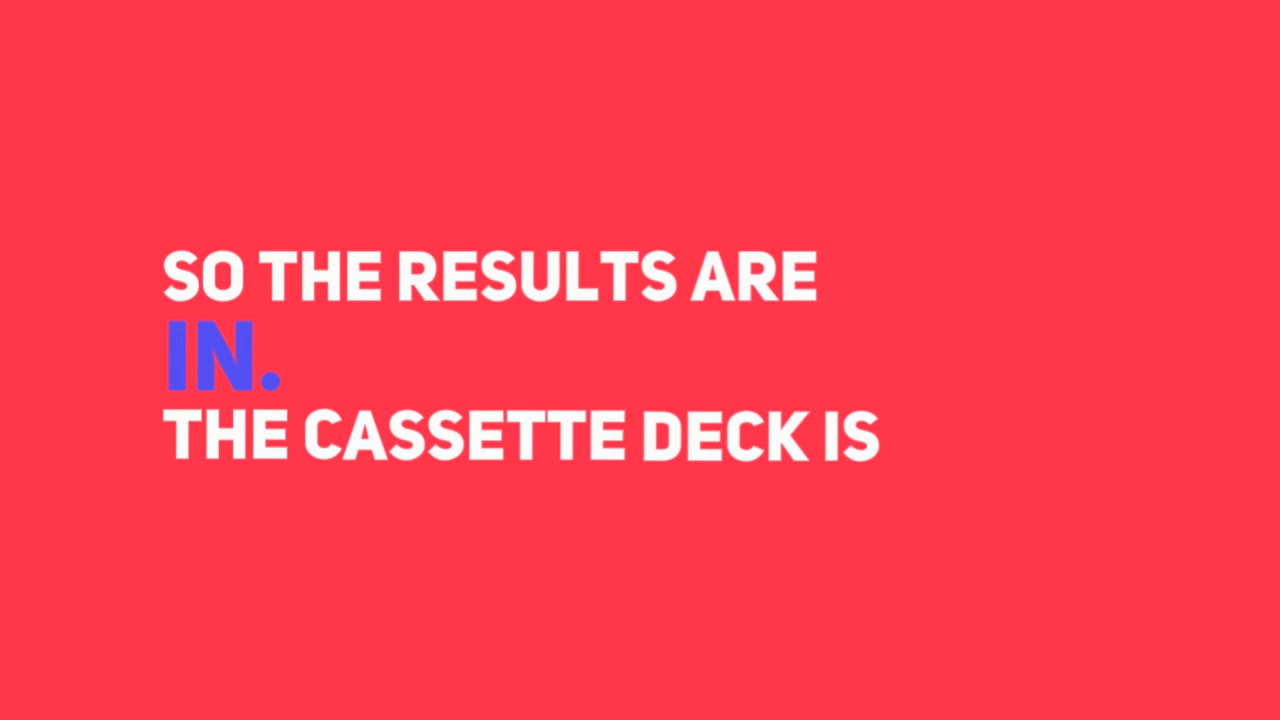 SO THE RESULTS ARE
IN.
THE CASSETTE DECK IS